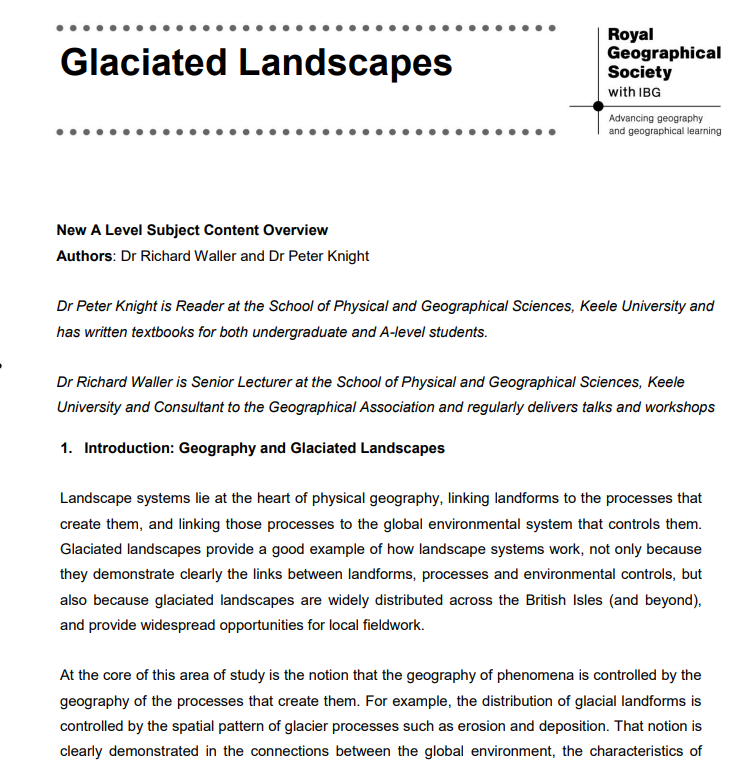 Glaciated Landscapes
Royal
Geographical
Society
with IBG
Advancing geography
and geographical learning
New A Level Subject Content Overview
Authors: Dr Richard Waller and Dr Peter Knight
Dr Peter Knight is Reader at the School of Physical and Geographical Sciences, Keele University and
has written textbooks for both undergraduate and A-level students.
Dr Richard Waller is Senior Lecturer at the School of Physical and Geographical Sciences, Keele
University and Consultant to the Geographical Association and regularly delivers talks and workshops
1. Introduction: Geography and Glaciated Landscapes
Landscape systems lie at the heart of physical geography, linking landforms to the processes that
create them, and linking those processes to the global environmental system that controls them.
Glaciated landscapes provide a good example of how landscape systems work, not only because
they demonstrate clearly the links between landforms, processes and environmental controls, but
also because glaciated landscapes are widely distributed across the British Isles (and beyond),
and provide widespread opportunities for local fieldwork.
At the core of this area of study is the notion that the geography of phenomena is controlled by the
geography of the processes that create them. For example, the distribution of glacial landforms is
controlled by the spatial pattern of glacier processes such as erosion and deposition. That notion is
clearly demonstrated in the connections between the global environment, the characteristics of